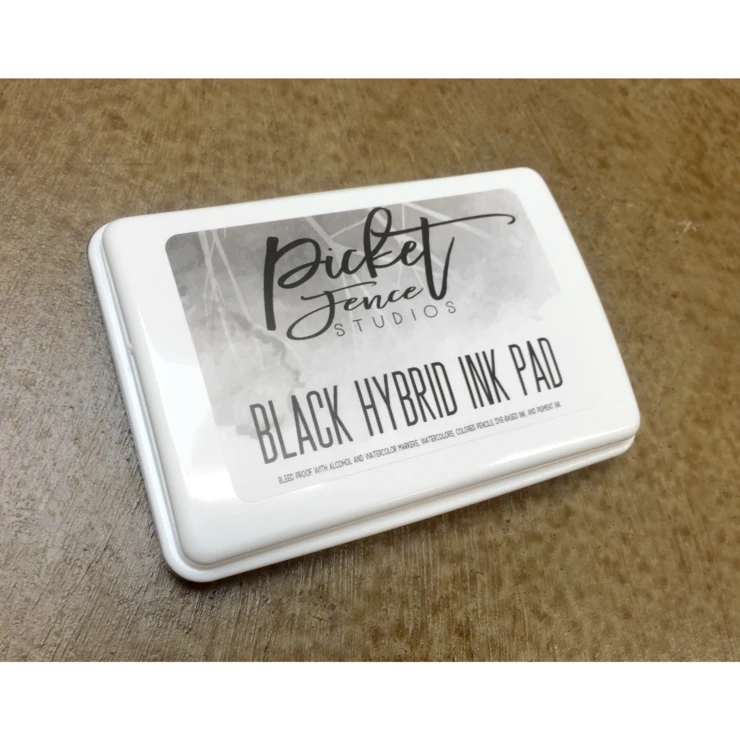 Picket
Fence
STUDIOS
BLACK HYBRID INK PAD
BLEED PROOF WITH ALCOHOL AND WATERCOLOR MARKERS, WATERCOLORS, COLORED PENCILS, DYE-BASED INK, AND PIGMENT INK